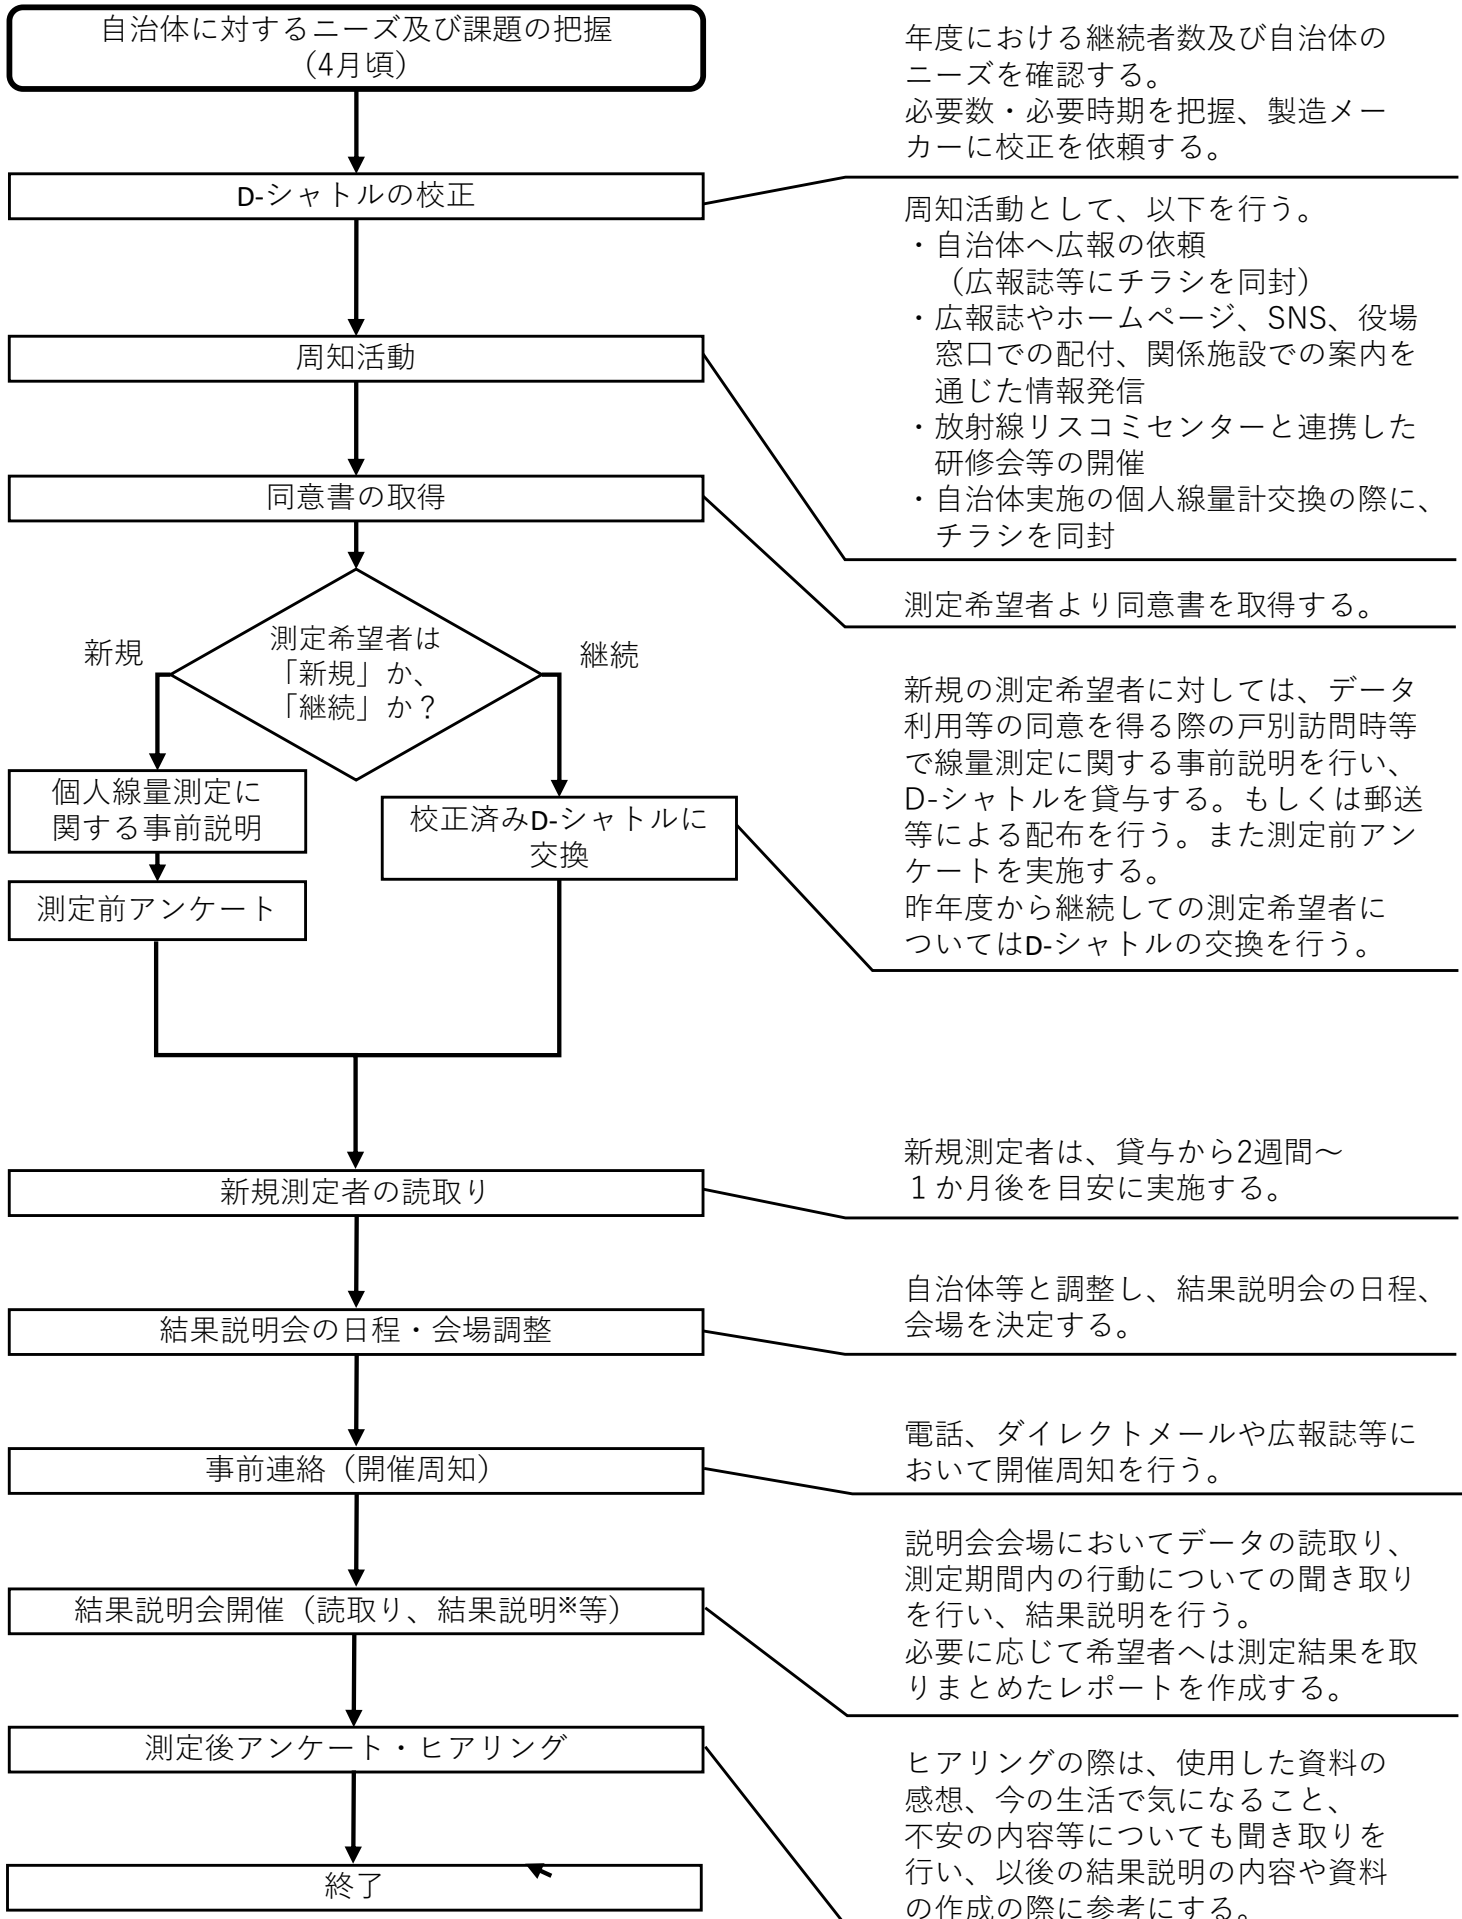 自治体に対するニーズ及び課題の把握
(4月頃)
D-シャトルの校正
周知活動
同意書の取得
測定希望者は
「新規」か、
「継続」か？
新規
継続
個人線量測定に
関する事前説明
測定前アンケート
校正済みD-シャトルに
交換
新規測定者の読取り
結果説明会の日程・会場調整
事前連絡（開催周知）
結果説明会開催（読取り、結果説明※等）
測定後アンケート・ヒアリング
終了
年度における継続者数及び自治体の
ニーズを確認する。
必要数・必要時期を把握、製造メー
カーに校正を依頼する。
周知活動として、以下を行う。
・自治体へ広報の依頼
（広報誌等にチラシを同封）
・広報誌やホームページ、SNS、役場
窓口での配付、関係施設での案内を
通じた情報発信
・放射線リスコミセンターと連携した
研修会等の開催
・自治体実施の個人線量計交換の際に、
チラシを同封
測定希望者より同意書を取得する。
新規の測定希望者に対しては、データ
利用等の同意を得る際の戸別訪問時等
で線量測定に関する事前説明を行い、
D-シャトルを貸与する。もしくは郵送
等による配布を行う。また測定前アン
ケートを実施する。
昨年度から継続しての測定希望者に
ついてはD-シャトルの交換を行う。
新規測定者は、貸与から2週間～
１か月後を目安に実施する。
自治体等と調整し、結果説明会の日程、
会場を決定する。
電話、ダイレクトメールや広報誌等に
おいて開催周知を行う。
説明会会場においてデータの読取り、
測定期間内の行動についての聞き取り
を行い、結果説明を行う。
必要に応じて希望者へは測定結果を取
りまとめたレポートを作成する。
ヒアリングの際は、使用した資料の
感想、今の生活で気になること、
不安の内容等についても聞き取りを
行い、以後の結果説明の内容や資料
の作成の際に参考にする。